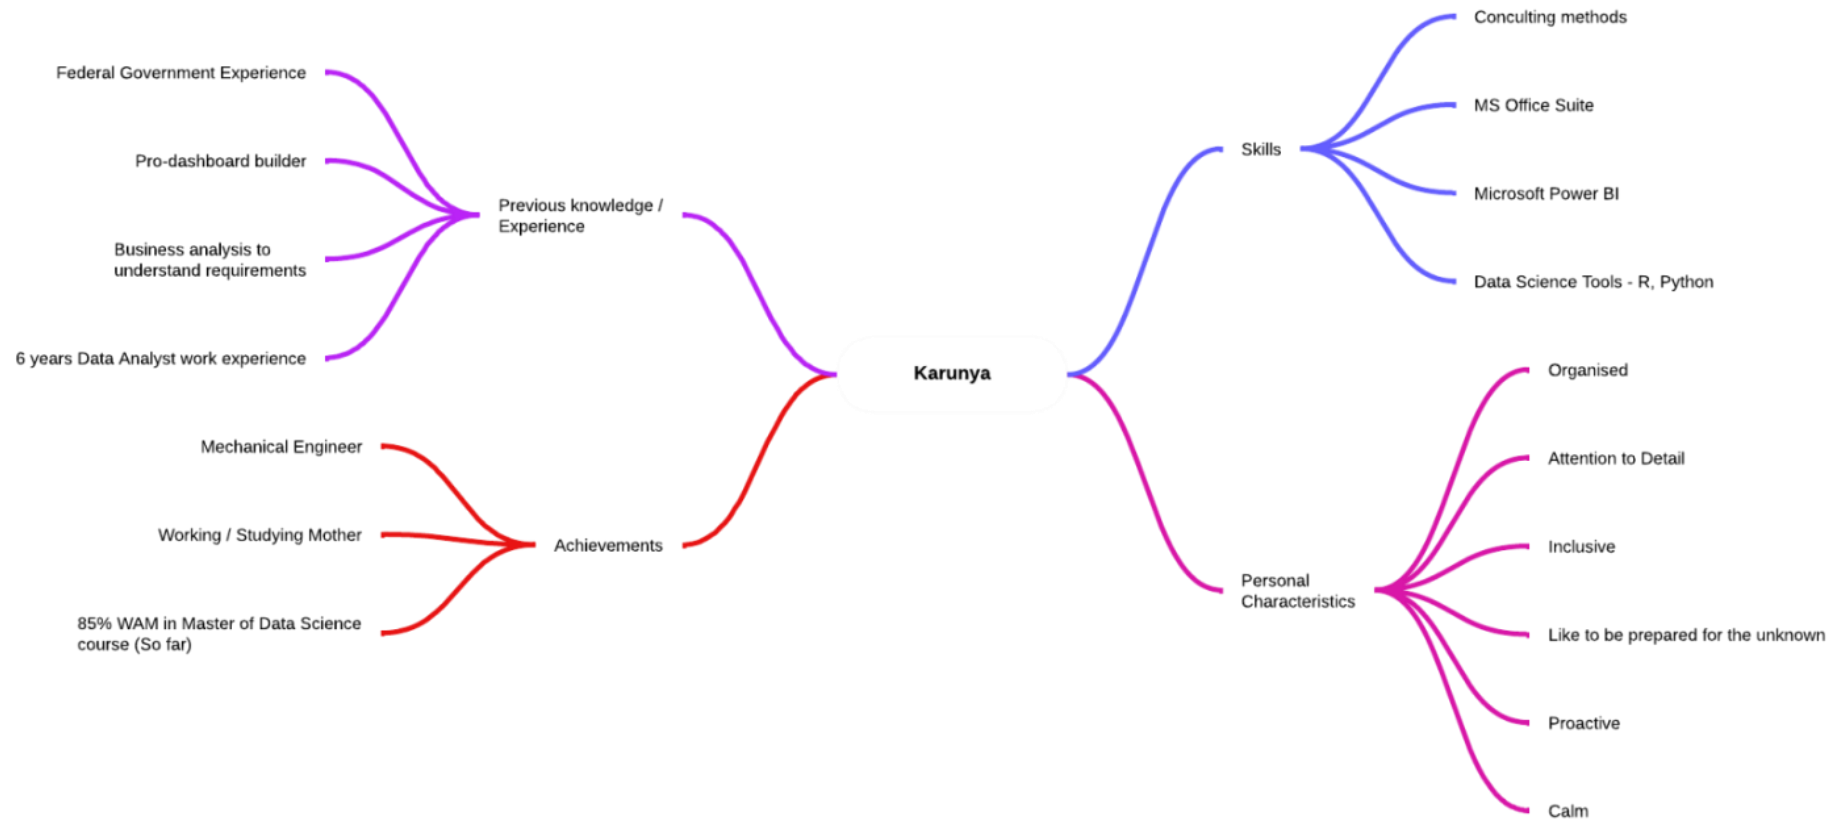 Federal Government Experience
Pro-dashboard builder
Business analysis to
understand requirements
6 years Data Analyst work experience
Previous knowledge /
Experience
Mechanical Engineer
Working / Studying Mother
85% WAM in Master of Data Science
course (So far)
Achievements
Karunya
Skills
Conculting methods
MS Office Suite
Microsoft Power BI
Data Science Tools - R, Python
Personal
Characteristics
Organised
Attention to Detail
Inclusive
Like to be prepared for the unknown
Proactive
Calm